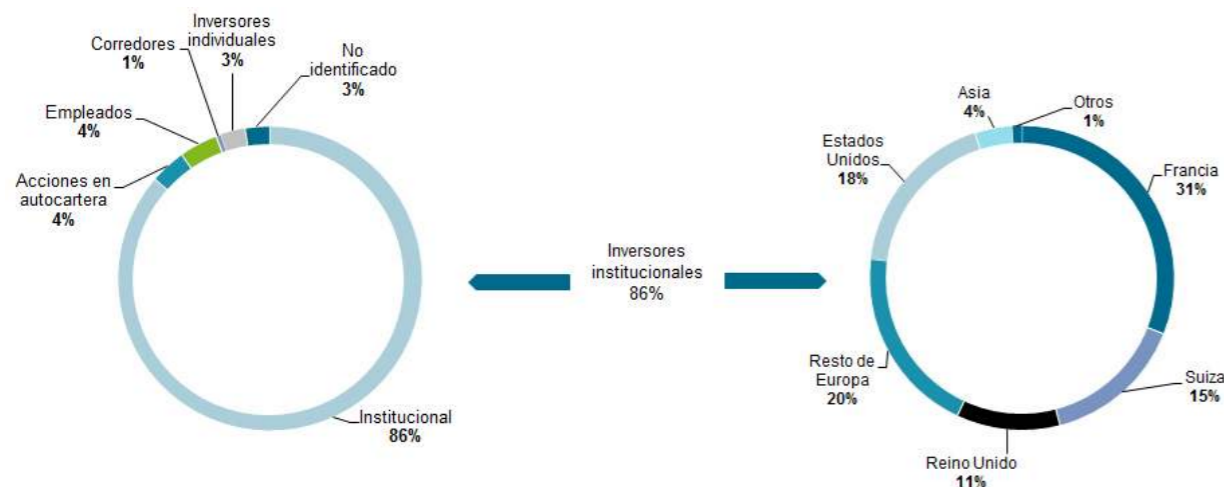 Inversores
individuales
3%
Corredores
1%
No
identificado
3%
Empleados
4%
Acciones en
autocartera
4%
Institucional
86%
Inversores
institucionales
86%
Asia
4%
Otros
1%
Estados
Unidos
18%
Francia
31%
Resto de
Europa
20%
Suiza
15%
Reino Unido
11%